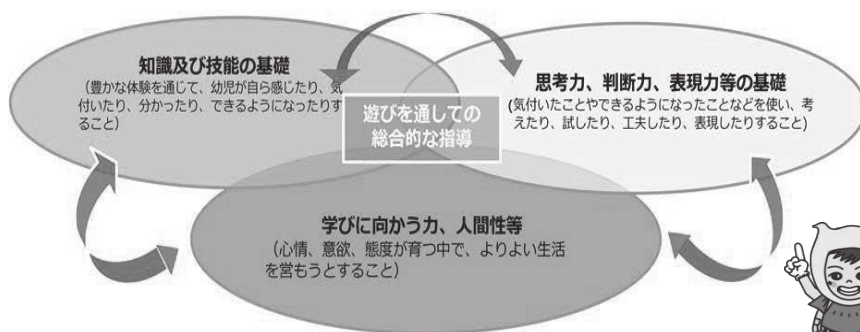 知識及び技能の基礎
(豊かな体験を通じて、幼児が自ら感じたり、気
付いたり、分かったり、できるようになったりす
ること)
思考力、判断力、表現力等の基礎
(気付いたことやできるようになったことなどを使い、考
えたり、試したり、工夫したり、表現したりすること)
遊びを通しての
総合的な指導
学びに向かう力、人間性等
(心情、意欲、態度が育つ中で、よりよい生活
を営もうとすること)